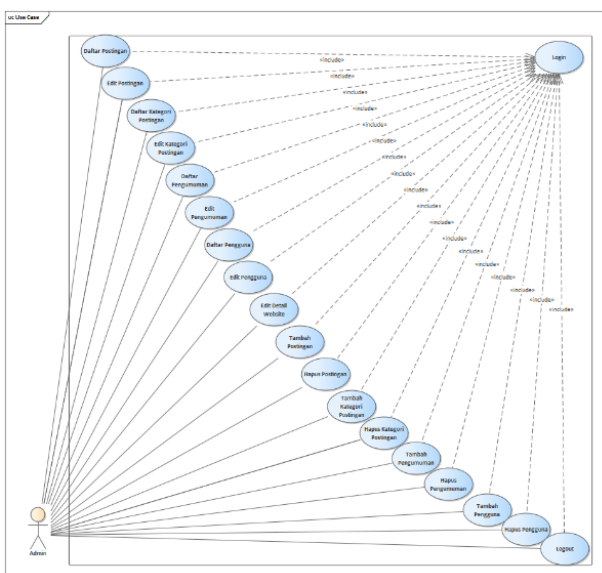 uc Use Case
Daftar Postingan
Login
«include»
Edit Postingan
«include»
Daftar Kategori
Postingan
«include»
Edit Kategori
Postingan
«include»
Daftar
Pengumuman
«include»
Edit
Pengumuman
«include»
Daftar Pengguna
«include»
Edit Pengguna
«include»
Edit Detail
Website
«include»
Tambah
Postingan
«include»
Hapus Postingan
«include»
Tambah
Kategori
Postingan
«include»
Hapus Kategori
Postingan
«include»
Tambah
Pengumuman
«include»
Hapus
Pengumuman
«include»
Tambah
Pengguna
«include»
Hapus Pengguna
«include»
Logout
«include»
Admin